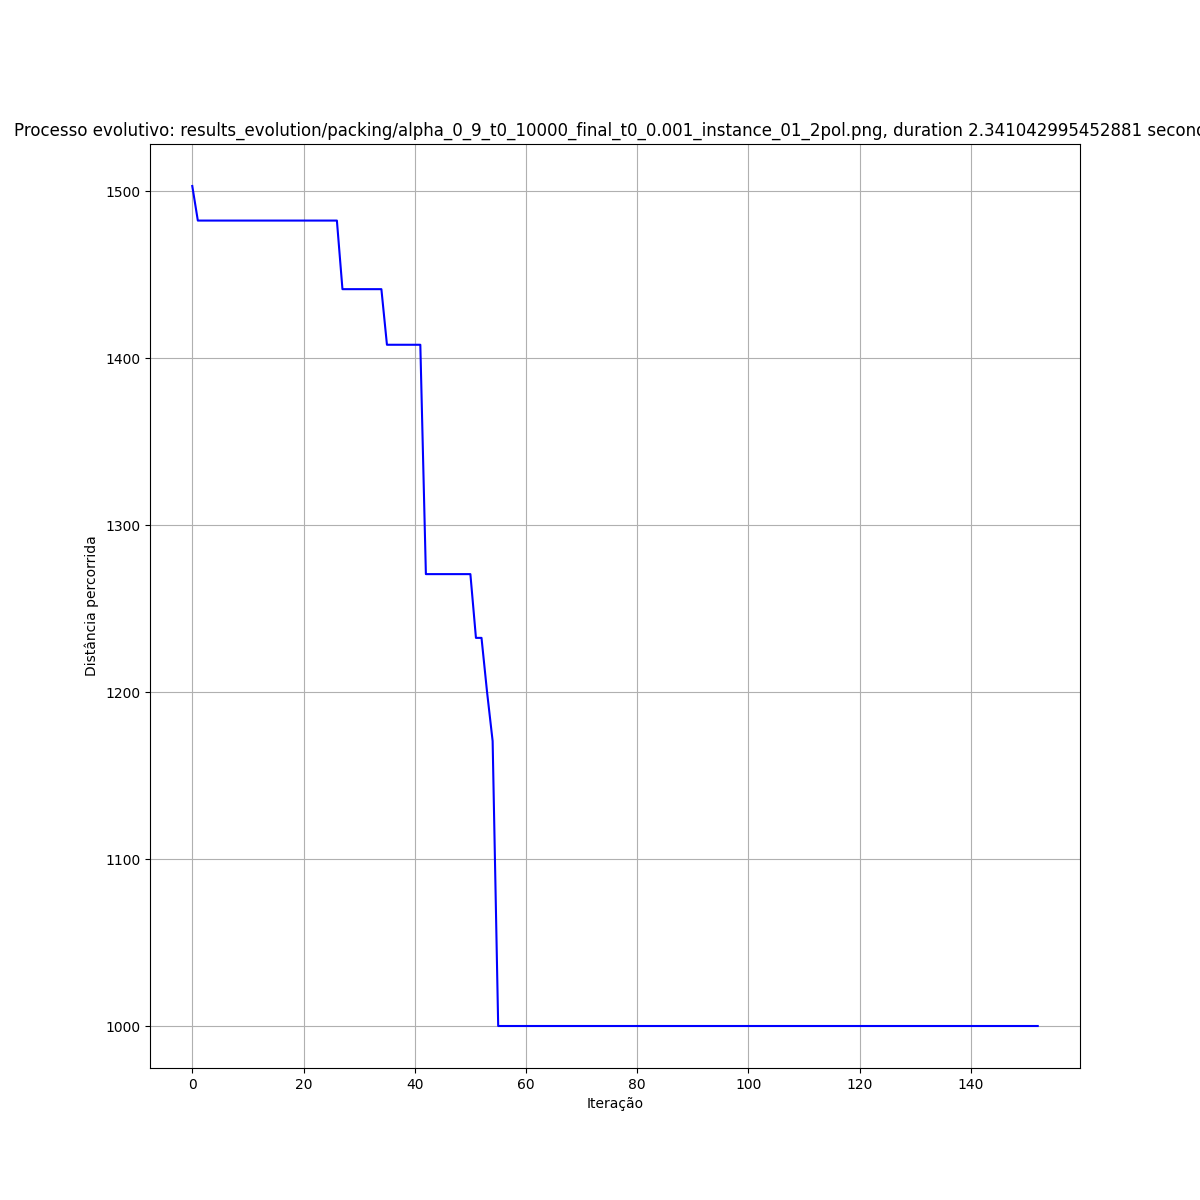 Processo evolutivo: results_evolution/packing/alpha_0_9_t0_10000_final_t0_0.001_instance_01_2pol.png, duration 2.341042995452881 secon
1500
1400
1300
1200
1100
1000
Distância percorrida
0 20 40 60 80 100 120 140
Iteração